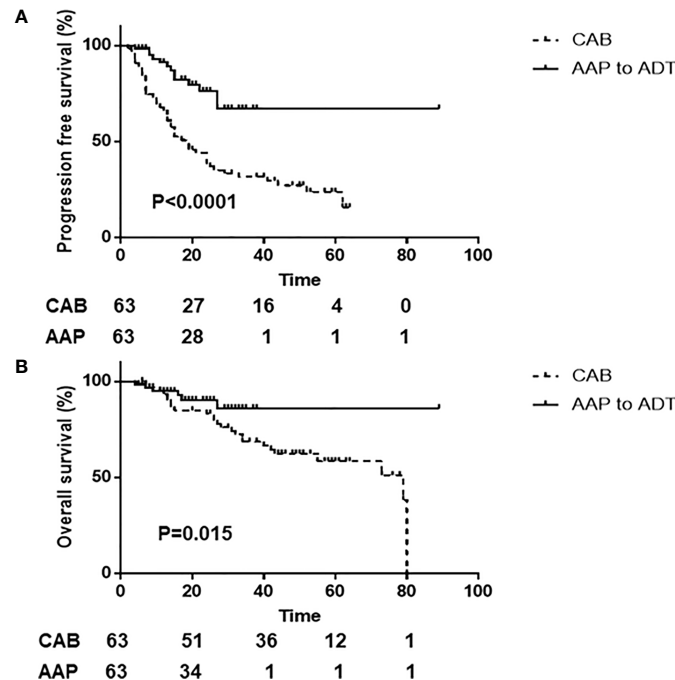 A
Progression free survival (%)
100
50
0
P<0.0001
0 20 40 60 80 100
Time
CAB
AAP to ADT
CAB 63 27 16 4 0
AAP 63 28 1 1 1
B
Overall survival (%)
100
50
0
P=0.015
0 20 40 60 80 100
Time
CAB
AAP to ADT
CAB 63 51 36 12 1
AAP 63 34 1 1 1